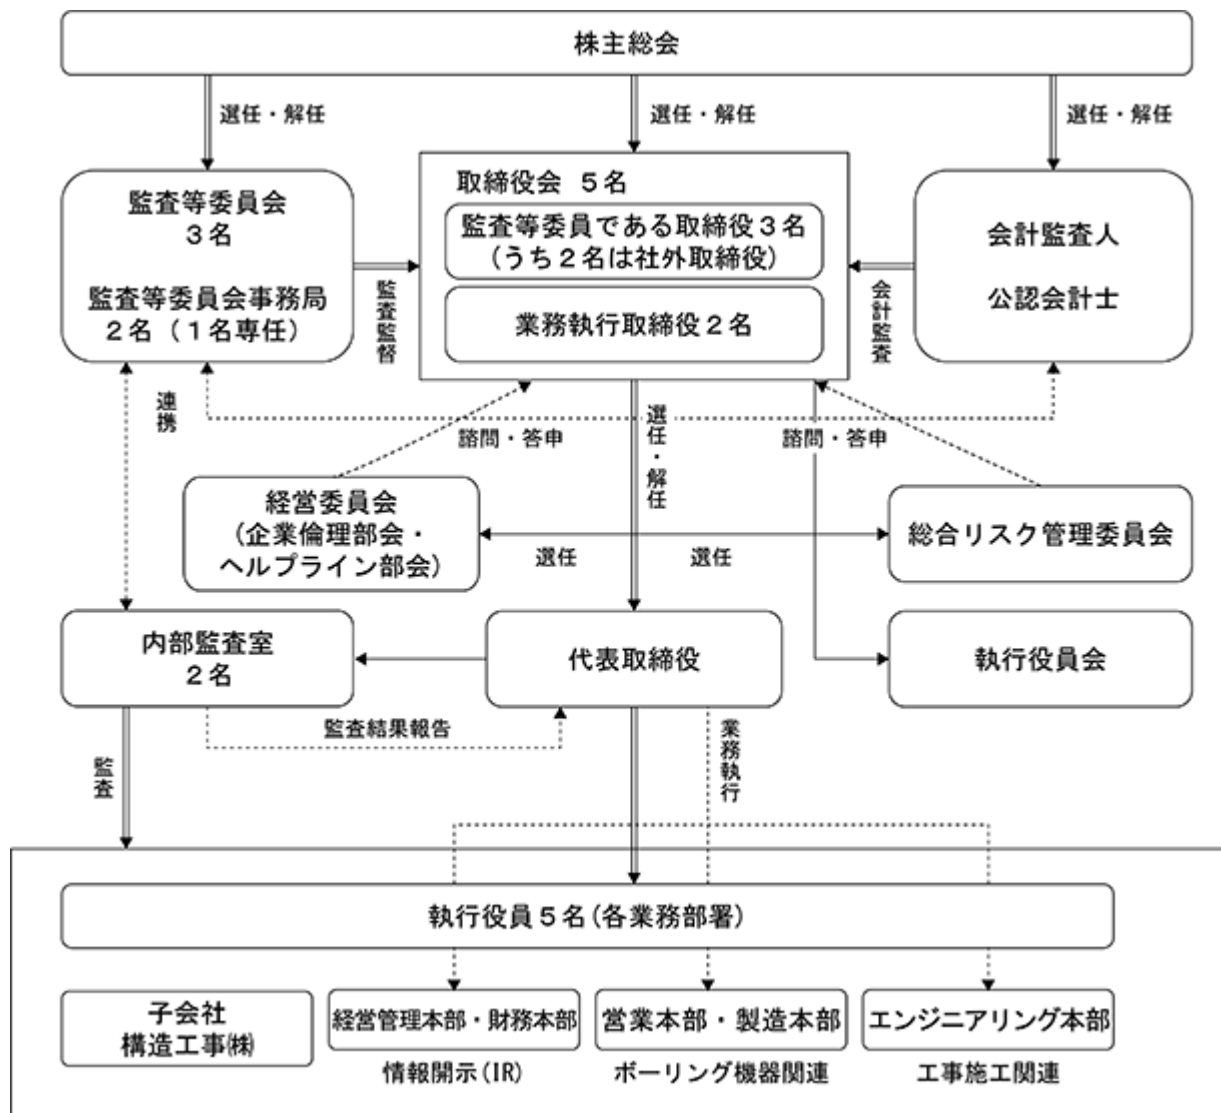 株主総会
選任・解任
選任・解任
選任・解任
監査等委員会
３名
監査等委員会事務局
２名（１名専任）
監査監督
取締役会 ５名
監査等委員である取締役３名
(うち２名は社外取締役)
業務執行取締役２名
会計監査
会計監査人
公認会計士
連携
諮問・答申
選任・解任
諮問・答申
経営委員会
(企業倫理部会・
ヘルプライン部会)
選任
選任
総合リスク管理委員会
内部監査室
２名
代表取締役
執行役員会
監査結果報告
業務執行
監査
執行役員５名(各業務部署)
子会社
構造工事㈱
経営管理本部・財務本部
営業本部・製造本部
エンジニアリング本部
情報開示(IR)
ボーリング機器関連
工事施工関連